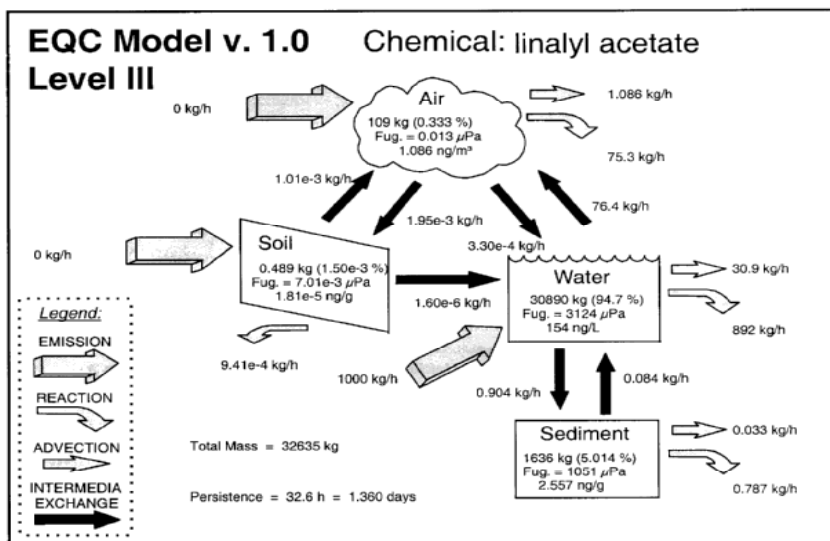 EQC Model v. 1.0
Level III
Chemical: linalyl acetate
0 kg/h
Air
109 kg (0.333 %)
Fug. = 0.013 µPa
1.086 ng/m³
1.086 kg/h
75.3 kg/h
1.01e-3 kg/h
1.95e-3 kg/h
3.30e-4 kg/h
76.4 kg/h
0 kg/h
Soil
0.489 kg (1.50e-3 %)
Fug. = 7.01e-3 µPa
1.81e-5 ng/g
9.41e-4 kg/h
1.60e-6 kg/h
1000 kg/h
Water
30890 kg (94.7 %)
Fug. = 3124 µPa
154 ng/L
30.9 kg/h
892 kg/h
0.904 kg/h
0.084 kg/h
Sediment
1636 kg (5.014 %)
Fug. = 1051 µPa
2.557 ng/g
0.033 kg/h
0.787 kg/h
Legend:
EMISSION
REACTION
ADVECTION
INTERMEDIA
EXCHANGE
Total Mass = 32635 kg
Persistence = 32.6 h = 1.360 days